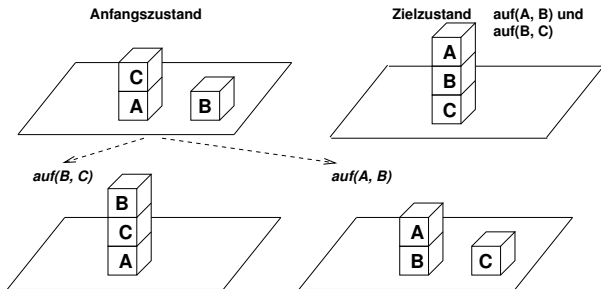 Anfangszustand
Zielzustand auf(A, B) und
auf(B, C)
C
A
B
A
B
C
auf(B, C)
auf(A, B)
B
C
A
A
B
C